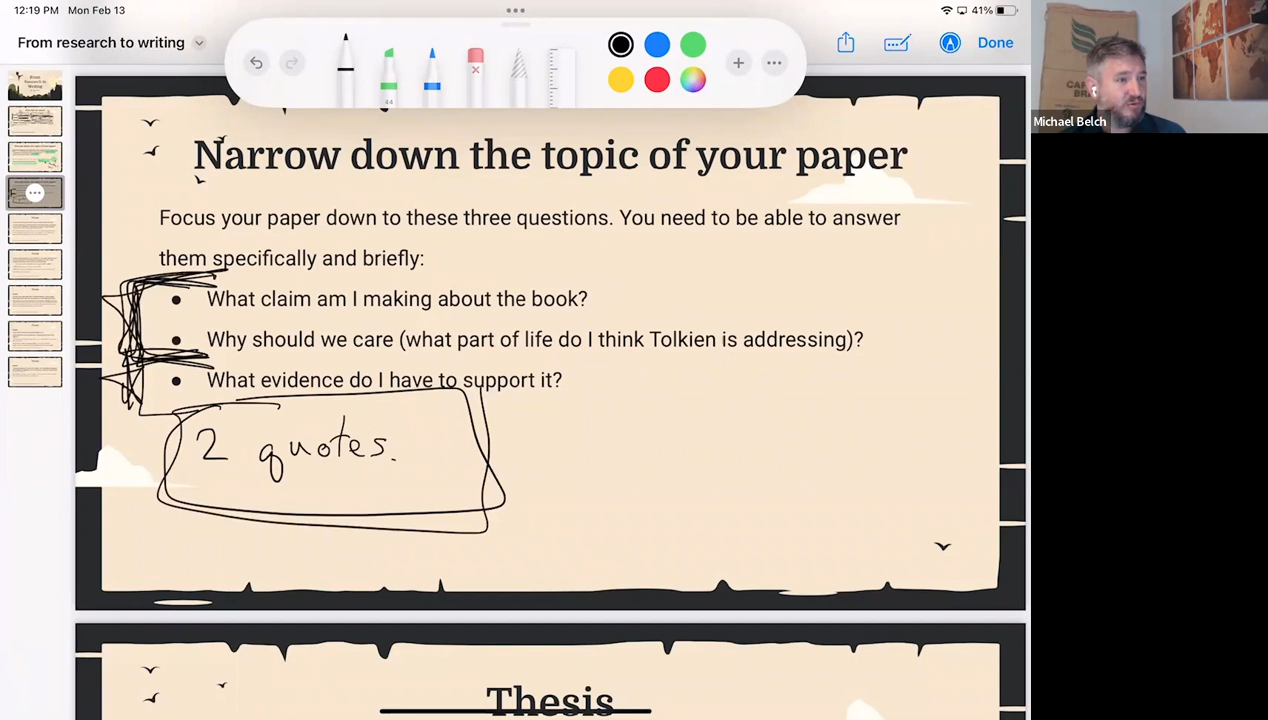 12:19 PM Mon Feb 13
41%
From research to writing
Done
44
Michael Belch
Narrow down the topic of your paper
Focus your paper down to these three questions. You need to be able to answer
them specifically and briefly:
● What claim am I making about the book?
● Why should we care (what part of life do I think Tolkien is addressing)?
● What evidence do I have to support it?
2 quotes.
Thesis